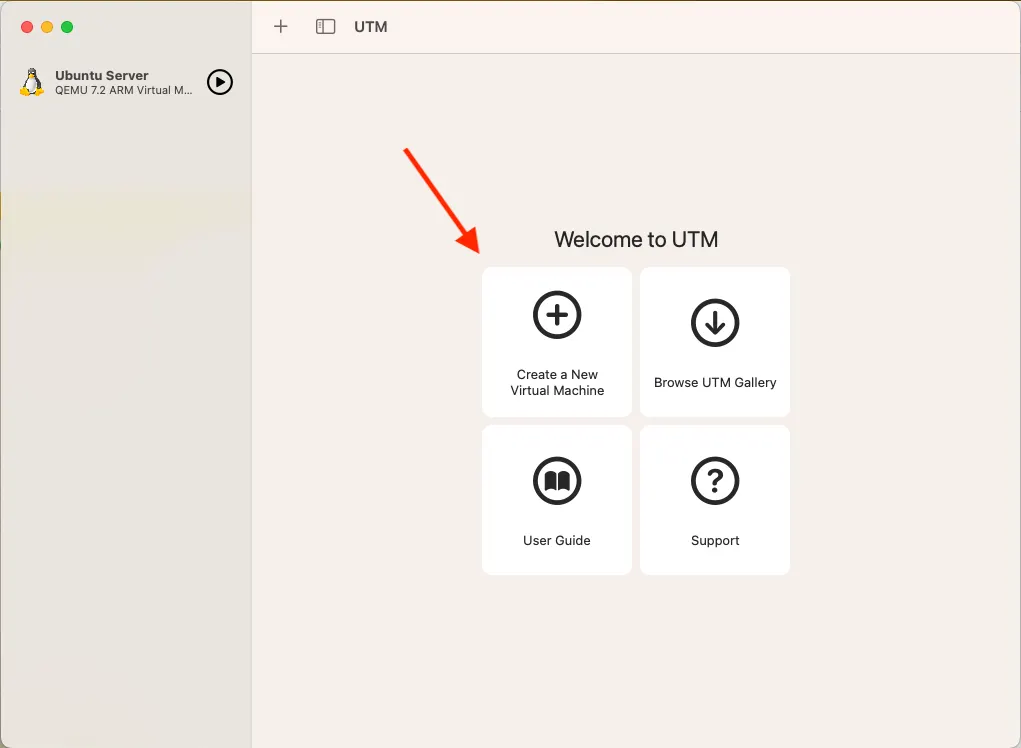 UTM
Ubuntu Server
QEMU 7.2 ARM Virtual M...
Welcome to UTM
Create a New
Virtual Machine
Browse UTM Gallery
User Guide
Support